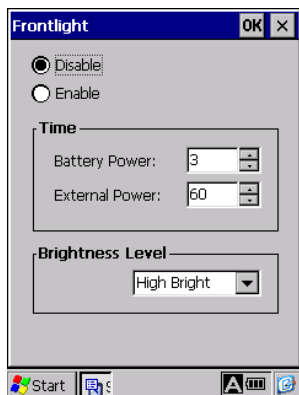 Frontlight OK
Disable
Enable
Time
Battery Power: 3
External Power: 60
Brightness Level
High Bright
Start
A